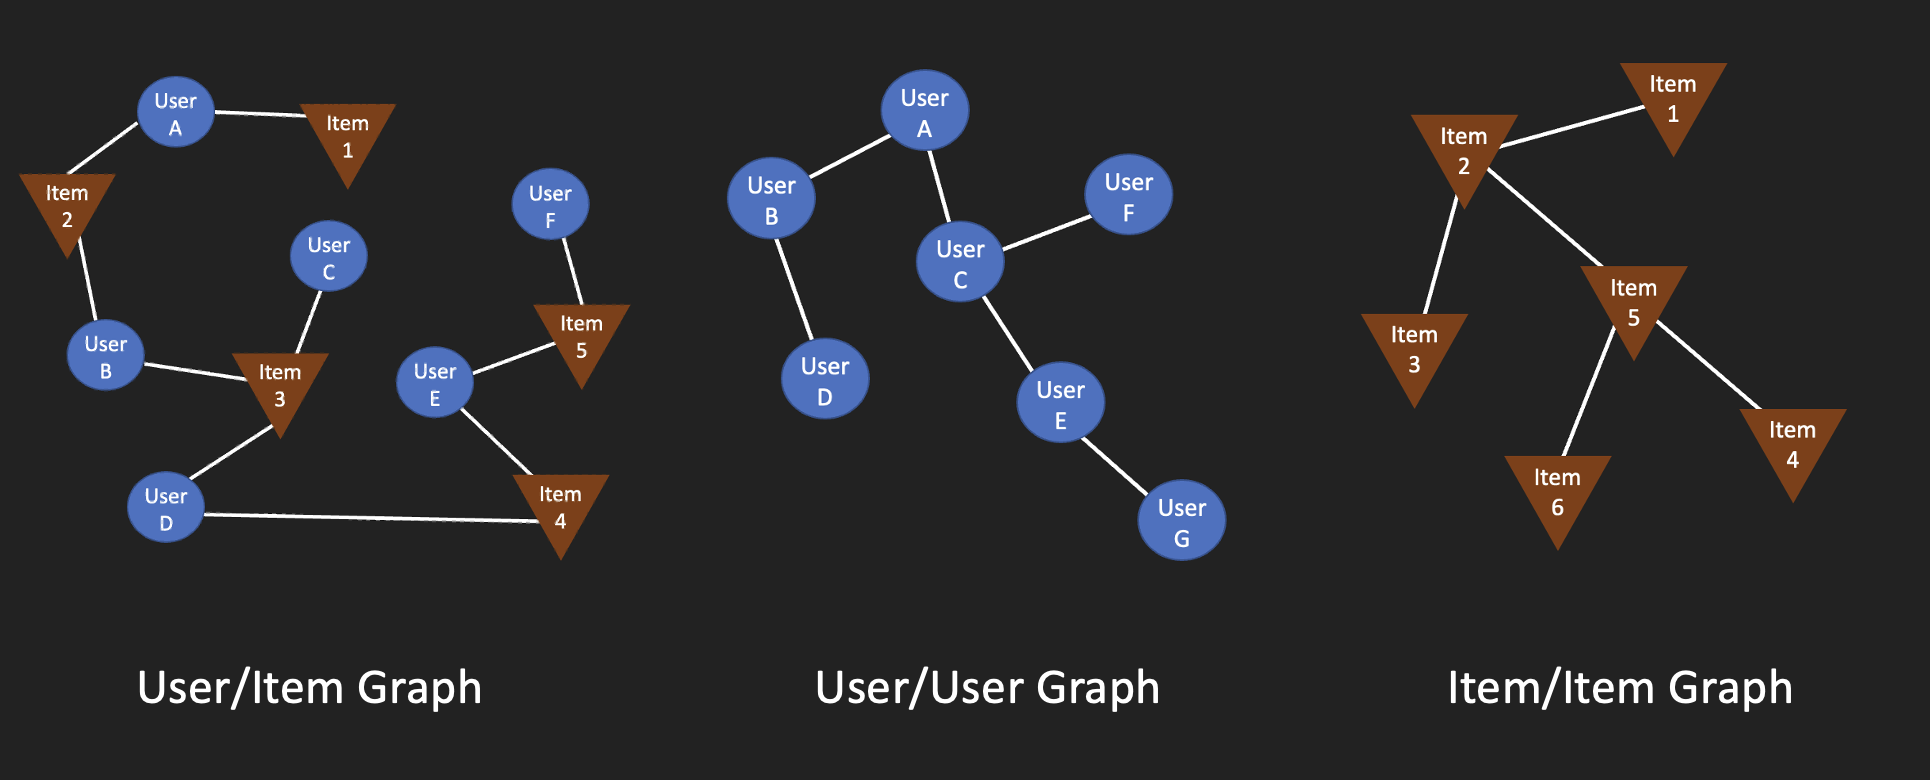 User
A
Item
1
Item
2
User
C
User
F
User
B
Item
3
User
E
Item
5
User
D
Item
4
User/Item Graph
User
A
User
B
User
F
User
C
User
D
User
E
User
G
User/User Graph
Item
1
Item
2
Item
5
Item
3
Item
4
Item
6
Item/Item Graph